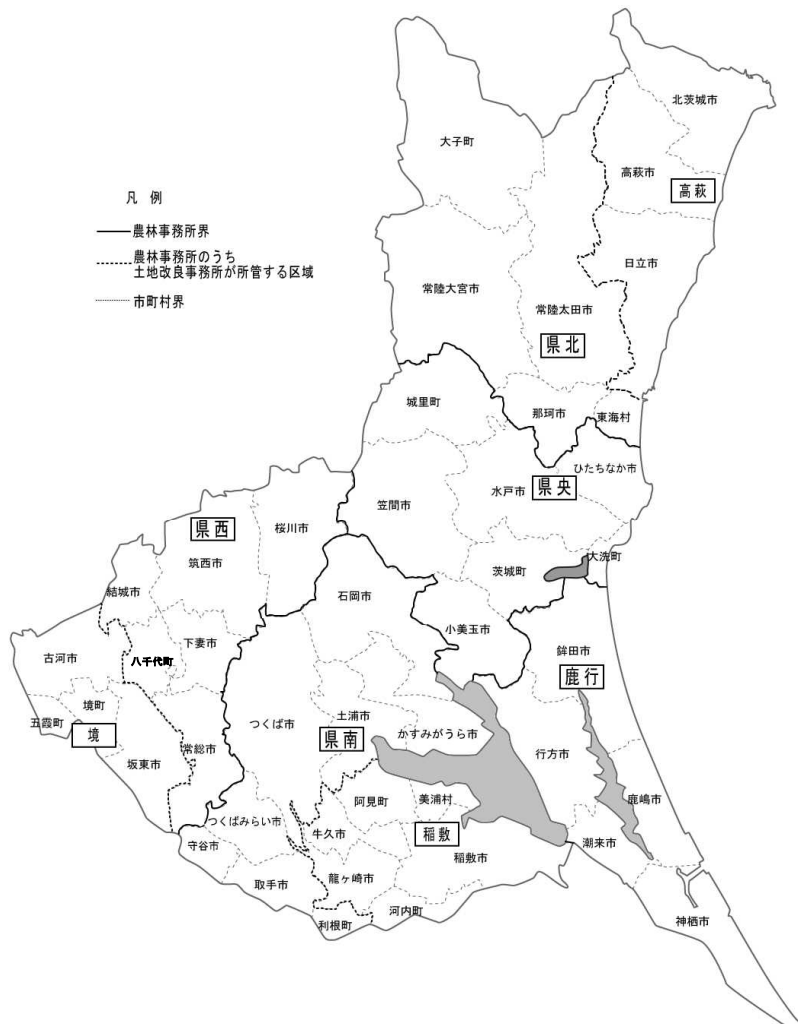 北茨城市
大子町
高萩市
高萩
凡 例
農林事務所界
農林事務所のうち
土地改良事務所が所管する区域
市町村界
日立市
常陸大宮市
常陸太田市
県北
城里町
那珂市
東海村
ひたちなか市
水戸市
県央
笠間市
県西
桜川市
筑西市
茨城町
大洗町
結城市
石岡市
小美玉市
下妻市
鉾田市
古河市
八千代町
鹿行
境町
五霞町
境
つくば市
土浦市
かすみがうら市
県南
常総市
行方市
坂東市
阿見町
美浦村
鹿嶋市
つくばみらい市
牛久市
稲敷
守谷市
稲敷市
潮来市
取手市
龍ヶ崎市
河内町
利根町
神栖市